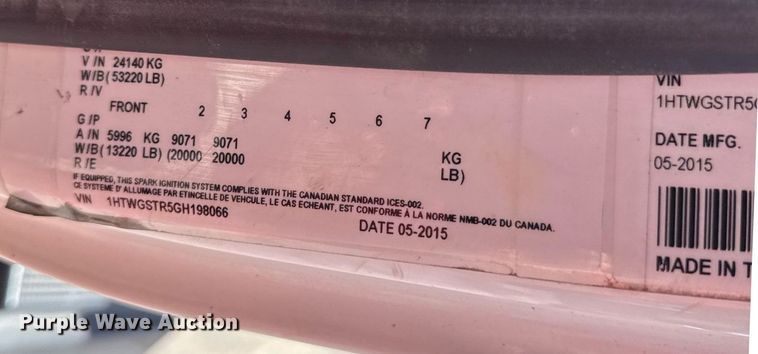 V /N 24140 KG
W/B( 53220 LB)
R /V
FRONT 2 3 4 5 6 7
G /P
A /N 5996 KG 9071 9071 KG
W/B( 13220 LB) (20000 20000 LB)
R /E
IF EQUIPPED, THIS SPARK IGNITION SYSTEM COMPLIES WITH THE CANADIAN STANDARD ICES-002.
CE SYSTEME D'ALLUMAGE PAR ETINCELLE DE VEHCULE, LE CAS ECHEANT, EST CONFORME À LA NORME NMB-002 DU CANADA.
VIN 1HTWGSTR5GH198066
DATE 05-2015
VIN
1HTWGSTR5
DATE MFG.
05-2015
MADE IN
Purple Wave Auction